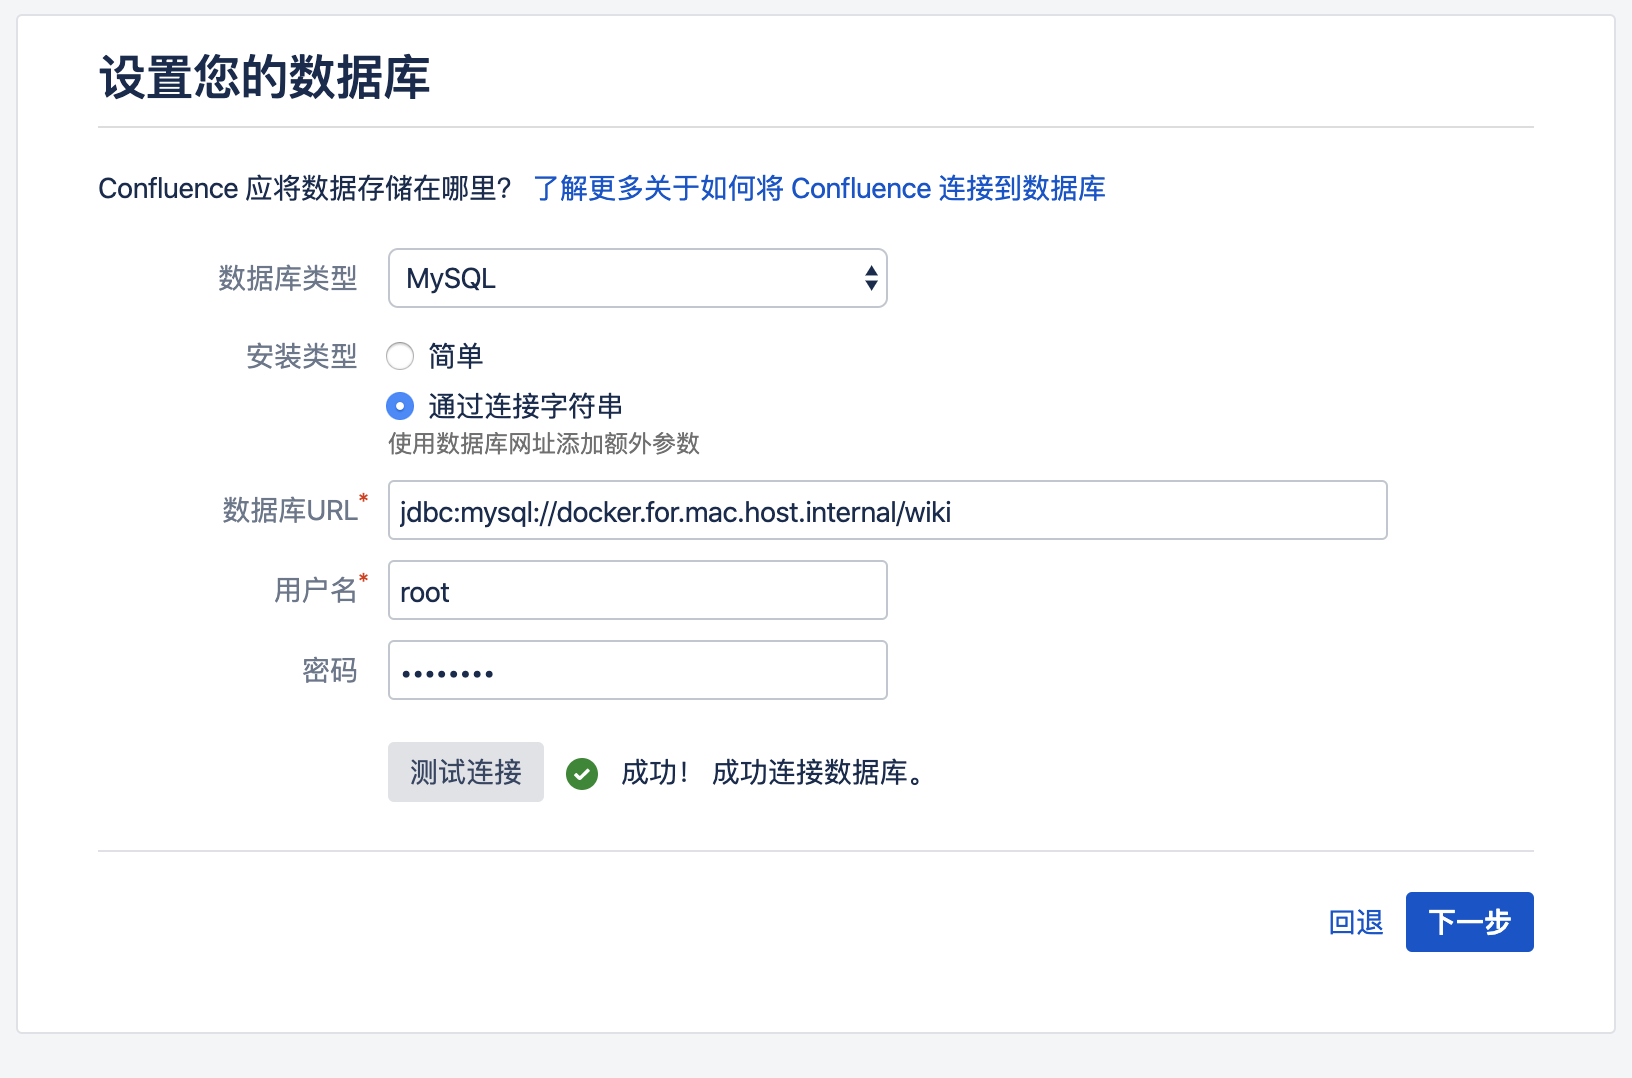 设置您的数据库
Confluence 应将数据存储在哪里? 了解更多关于如何将 Confluence 连接到数据库
数据库类型 MySQL
安装类型 简单
通过连接字符串
使用数据库网址添加额外参数
数据库URL* jdbc:mysql://docker.for.mac.host.internal/wiki
用户名* root
密码 ••••••••
测试连接 成功! 成功连接数据库。
回退 下一步